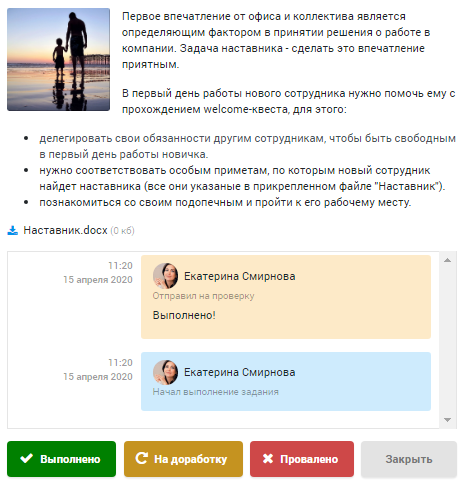 Первое впечатление от офиса и коллектива является
определяющим фактором в принятии решения о работе в
компании. Задача наставника - сделать это впечатление
приятным.
В первый день работы нового сотрудника нужно помочь ему с
прохождением welcome-квеста, для этого:
делегировать свои обязанности другим сотрудникам, чтобы быть свободным
в первый день работы новичка.
нужно соответствовать особым приметам, по которым новый сотрудник
найдет наставника (все они указаные в прикрепленном файле "Наставник").
познакомиться со своим подопечным и пройти к его рабочему месту.
Наставник.docx (0 кб)
11:20
15 апреля 2020
Екатерина Смирнова
Отправил на проверку
Выполнено!
11:20
15 апреля 2020
Екатерина Смирнова
Начал выполнение задания
Выполнено
На доработку
Провалено
Закрыть